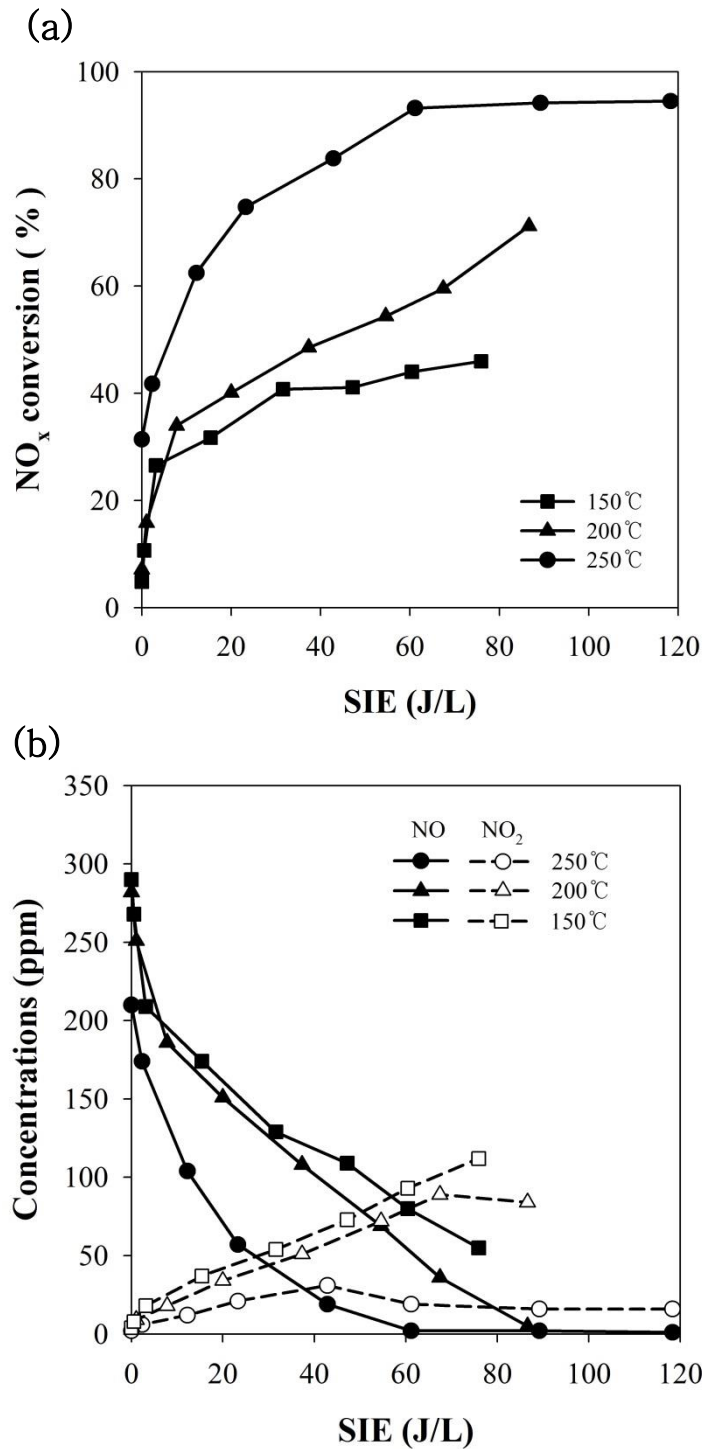 (a)
100
80
60
40
20
0
NOx conversion ( % )
150℃
200℃
250℃
0 20 40 60 80 100 120
SIE (J/L)
(b)
350
300
250
200
150
100
50
0
Concentrations (ppm)
NO NO2
250℃
200℃
150℃
0 20 40 60 80 100 120
SIE (J/L)